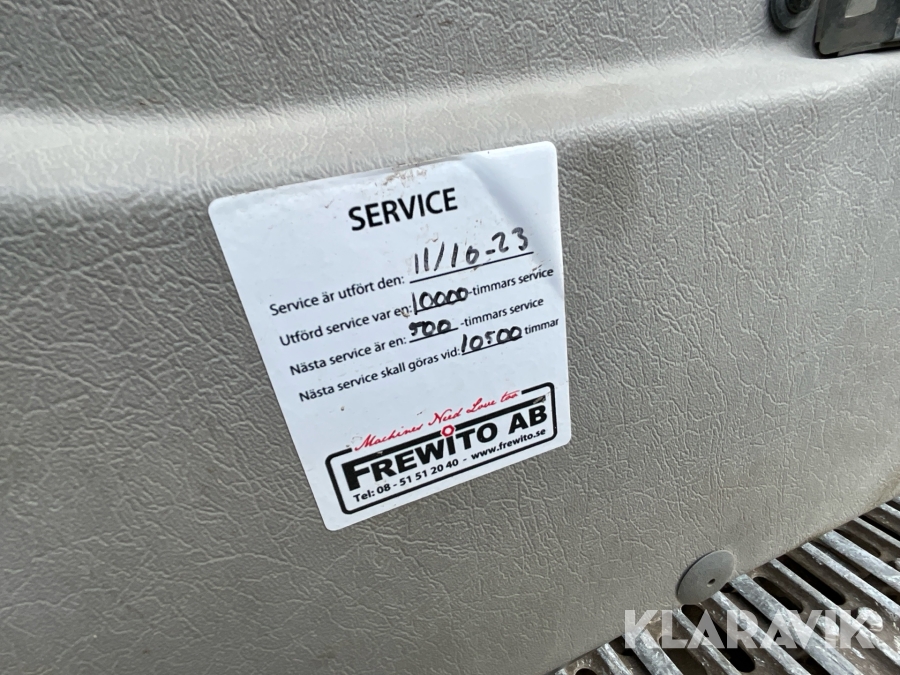 SERVICE
Service är utfört den: 11/10-23
Utförd service var en: 10000-timmars service
Nästa service är en: 500-timmars service
Nästa service skall göras vid: 10500 timmar
Machines Need Love too
FREWITO AB
Tel: 08 - 51 51 20 40 - www.frewito.se
KLARAVIK